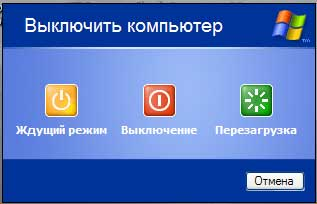 Выключить компьютер
Ждущий режим Выключение Перезагрузка
Отмена